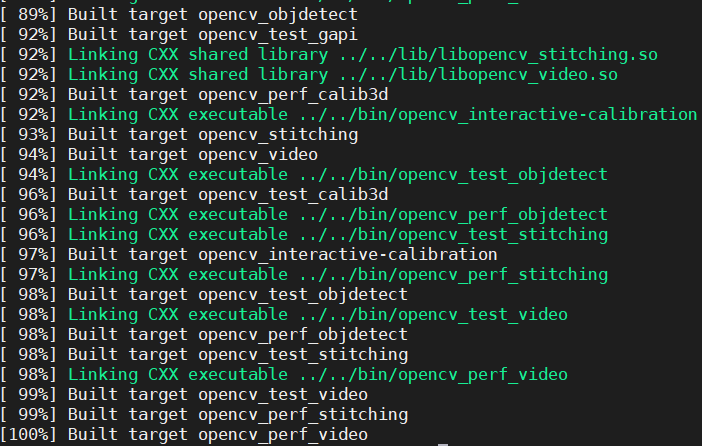 [ 89%] Built target opencv_objdetect
[ 92%] Built target opencv_test_gapi
[ 92%] Linking CXX shared library ../../lib/libopencv_stitching.so
[ 92%] Linking CXX shared library ../../lib/libopencv_video.so
[ 92%] Built target opencv_perf_calib3d
[ 92%] Linking CXX executable ../../bin/opencv_interactive-calibration
[ 93%] Built target opencv_stitching
[ 94%] Built target opencv_video
[ 94%] Linking CXX executable ../../bin/opencv_test_objdetect
[ 96%] Built target opencv_test_calib3d
[ 96%] Linking CXX executable ../../bin/opencv_perf_objdetect
[ 96%] Linking CXX executable ../../bin/opencv_test_stitching
[ 97%] Built target opencv_interactive-calibration
[ 97%] Linking CXX executable ../../bin/opencv_perf_stitching
[ 98%] Built target opencv_test_objdetect
[ 98%] Linking CXX executable ../../bin/opencv_test_video
[ 98%] Built target opencv_perf_objdetect
[ 98%] Built target opencv_test_stitching
[ 98%] Linking CXX executable ../../bin/opencv_perf_video
[ 99%] Built target opencv_test_video
[ 99%] Built target opencv_perf_stitching
[100%] Built target opencv_perf_video